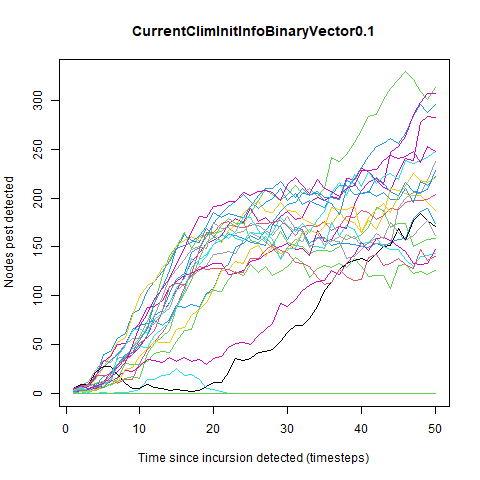 CurrentClimInitInfoBinaryVector0.1
Nodes pest detected
300
250
200
150
100
50
0
0 10 20 30 40 50
Time since incursion detected (timesteps)